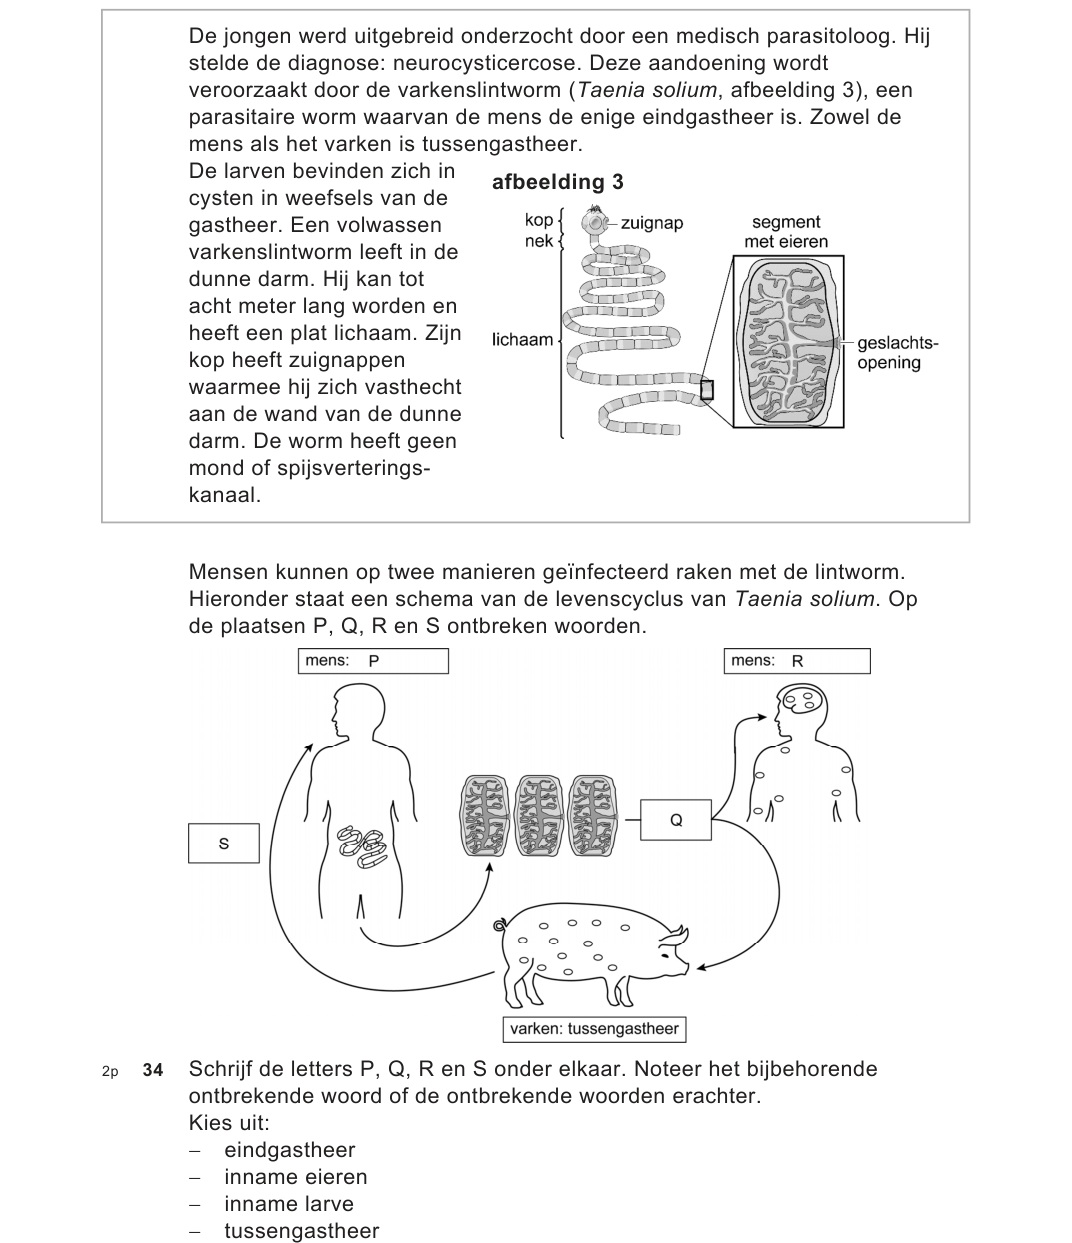 De jongen werd uitgebreid onderzocht door een medisch parasitoloog. Hij
stelde de diagnose: neurocysticercose. Deze aandoening wordt
veroorzaakt door de varkenslintworm (Taenia solium, afbeelding 3), een
parasitaire worm waarvan de mens de enige eindgastheer is. Zowel de
mens als het varken is tussengastheer.
De larven bevinden zich in
cysten in weefsels van de
gastheer. Een volwassen
varkenslintworm leeft in de
dunne darm. Hij kan tot
acht meter lang worden en
heeft een plat lichaam. Zijn
kop heeft zuignappen
waarmee hij zich vasthecht
aan de wand van de dunne
darm. De worm heeft geen
mond of spijsverterings-
kanaal.
afbeelding 3
kop
zuignap
nek
segment
met eieren
lichaam
geslachts-
opening
Mensen kunnen op twee manieren geïnfecteerd raken met de lintworm.
Hieronder staat een schema van de levenscyclus van Taenia solium. Op
de plaatsen P, Q, R en S ontbreken woorden.
mens: P
mens: R
Q
S
varken: tussengastheer
2p 34 Schrijf de letters P, Q, R en S onder elkaar. Noteer het bijbehorende
ontbrekende woord of de ontbrekende woorden erachter.
Kies uit:
– eindgastheer
– inname eieren
– inname larve
– tussengastheer